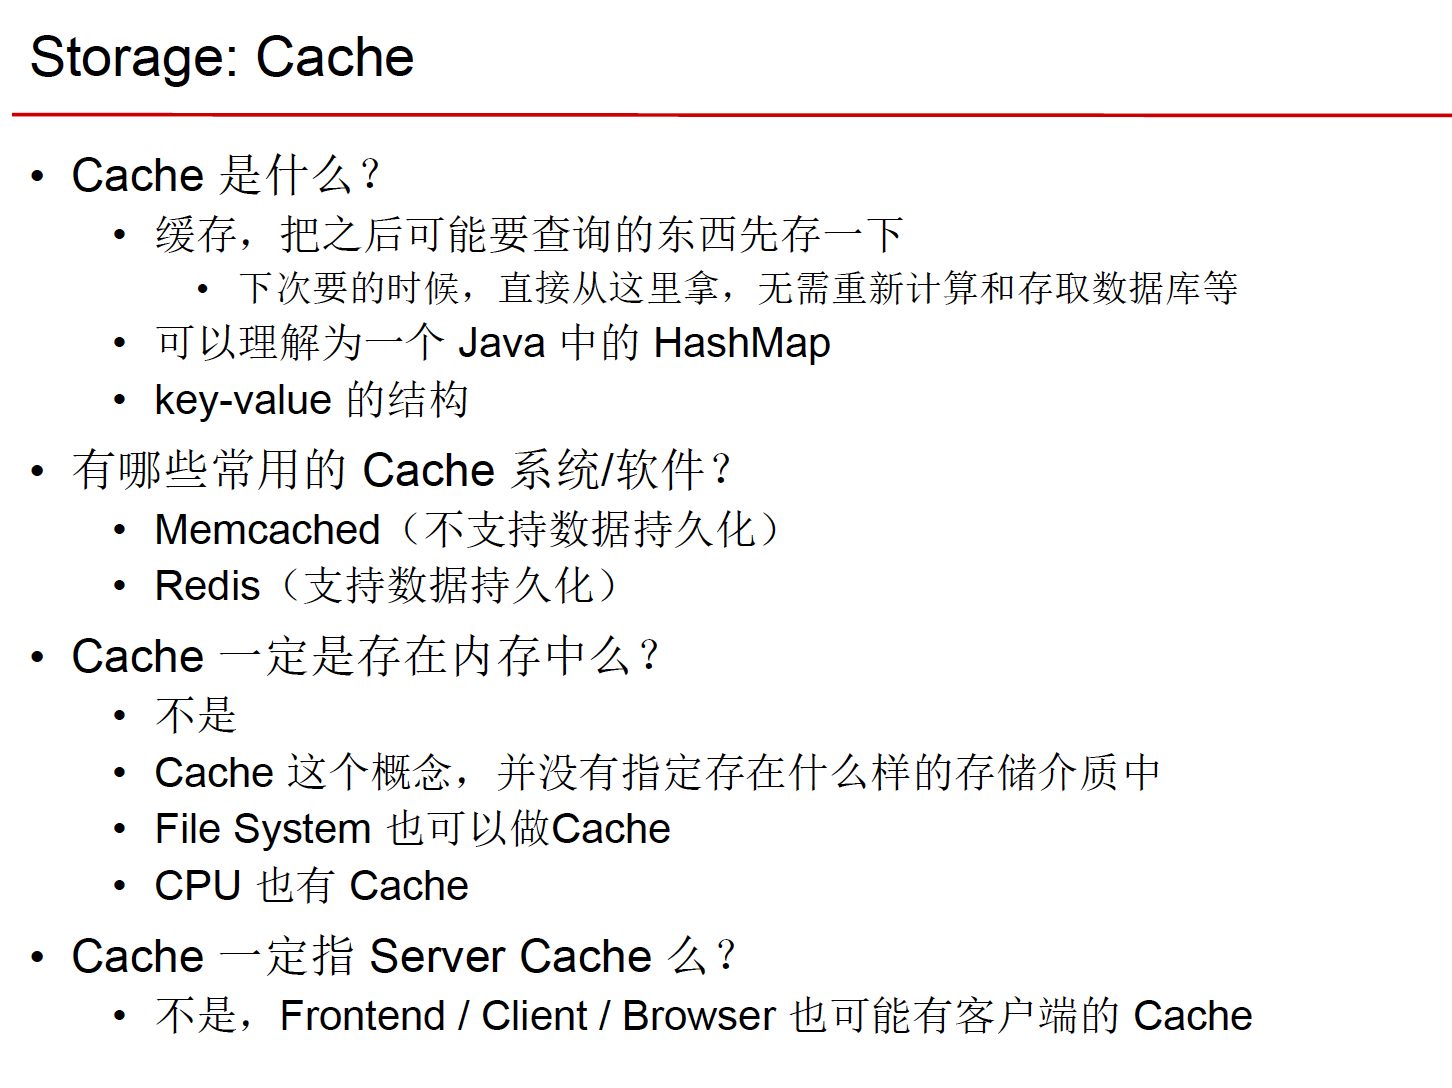 Storage: Cache
• Cache 是什么？
• 缓存，把之后可能要查询的东西先存一下
• 下次要的时候，直接从这里拿，无需重新计算和存取数据库等
• 可以理解为一个 Java 中的 HashMap
• key-value 的结构
• 有哪些常用的 Cache 系统/软件？
• Memcached（不支持数据持久化）
• Redis（支持数据持久化）
• Cache 一定是存在内存中么？
• 不是
• Cache 这个概念，并没有指定存在什么样的存储介质中
• File System 也可以做Cache
• CPU 也有 Cache
• Cache 一定指 Server Cache 么？
• 不是，Frontend / Client / Browser 也可能有客户端的 Cache